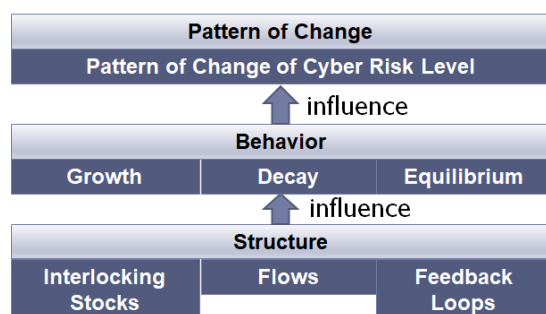 Pattern of Change
Pattern of Change of Cyber Risk Level
influence
Behavior
Growth Decay Equilibrium
influence
Structure
Interlocking Flows Feedback
Stocks Loops